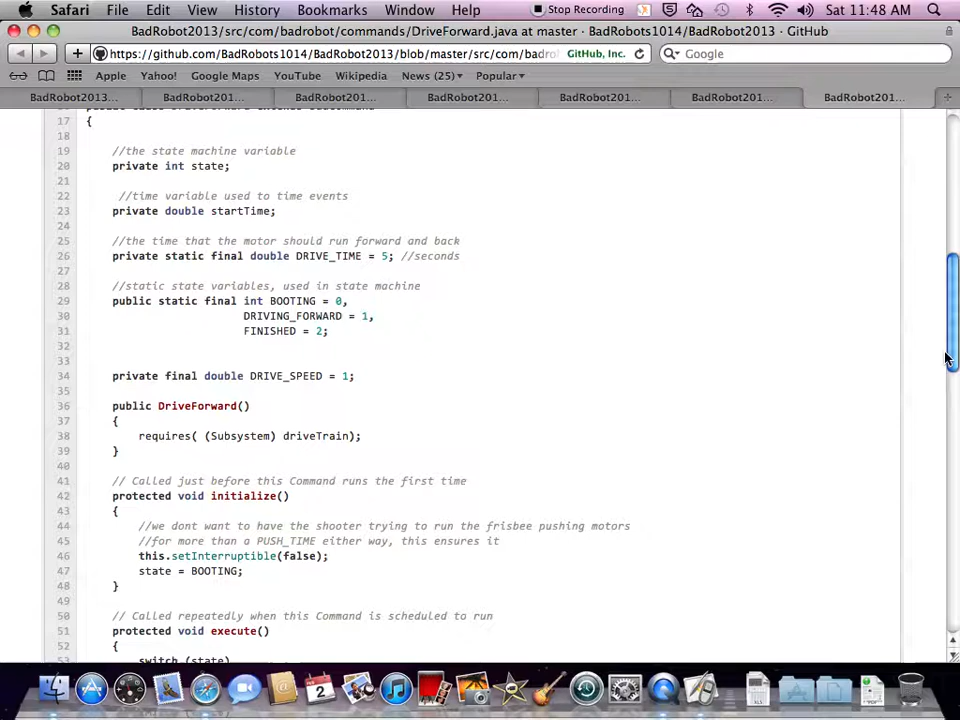 Safari File Edit View History Bookmarks Window Help Stop Recording Sat 11:48 AM
BadRobot2013/src/com/badrobot/commands/DriveForward.java at master · BadRobots1014/BadRobot2013 · GitHub
https://github.com/BadRobots1014/BadRobot2013/blob/master/src/com/badro GitHub, Inc. Google
Apple Yahoo! Google Maps YouTube Wikipedia News (25) Popular
BadRobot2013... BadRobot201... BadRobot201... BadRobot201... BadRobot201... BadRobot201... BadRobot201...
17 {
18
19 //the state machine variable
20 private int state;
21
22 //time variable used to time events
23 private double startTime;
24
25 //the time that the motor should run forward and back
26 private static final double DRIVE_TIME = 5; //seconds
27
28 //static state variables, used in state machine
29 public static final int BOOTING = 0,
30 DRIVING_FORWARD = 1,
31 FINISHED = 2;
32
33
34 private final double DRIVE_SPEED = 1;
35
36 public DriveForward()
37 {
38 requires( (Subsystem) driveTrain);
39 }
40
41 // Called just before this Command runs the first time
42 protected void initialize()
43 {
44 //we dont want to have the shooter trying to run the frisbee pushing motors
45 //for more than a PUSH_TIME either way, this ensures it
46 this.setInterruptible(false);
47 state = BOOTING;
48 }
49
50 // Called repeatedly when this Command is scheduled to run
51 protected void execute()
52 {
53 switch (state)
2